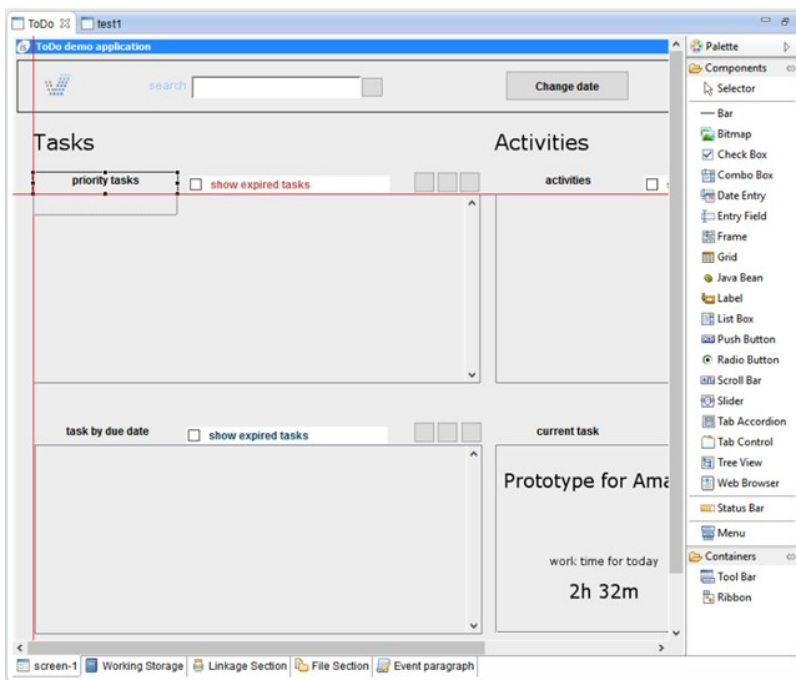 ToDo
test1
ToDo demo application
search
Change date
Tasks
Activities
priority tasks
show expired tasks
activities
task by due date
show expired tasks
current task
Prototype for Ama
work time for today
2h 32m
screen-1
Working Storage
Linkage Section
File Section
Event paragraph
Palette
Components
Selector
Bar
Bitmap
Check Box
Combo Box
Date Entry
Entry Field
Frame
Grid
Java Bean
Label
List Box
Push Button
Radio Button
Scroll Bar
Slider
Tab Accordion
Tab Control
Tree View
Web Browser
Status Bar
Menu
Containers
Tool Bar
Ribbon